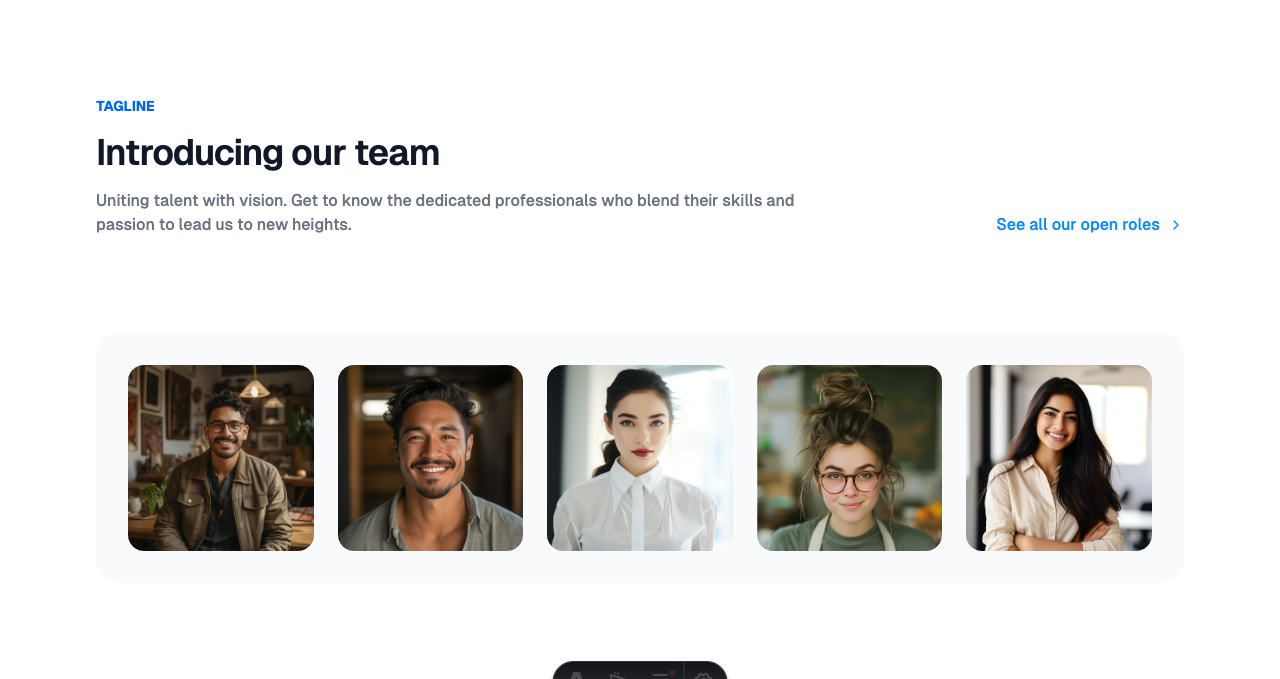 TAGLINE
Introducing our team
Uniting talent with vision. Get to know the dedicated professionals who blend their skills and
passion to lead us to new heights.
See all our open roles